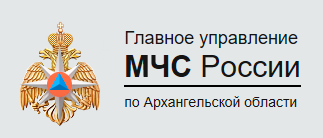 Главное управление
МЧС России
по Архангельской области